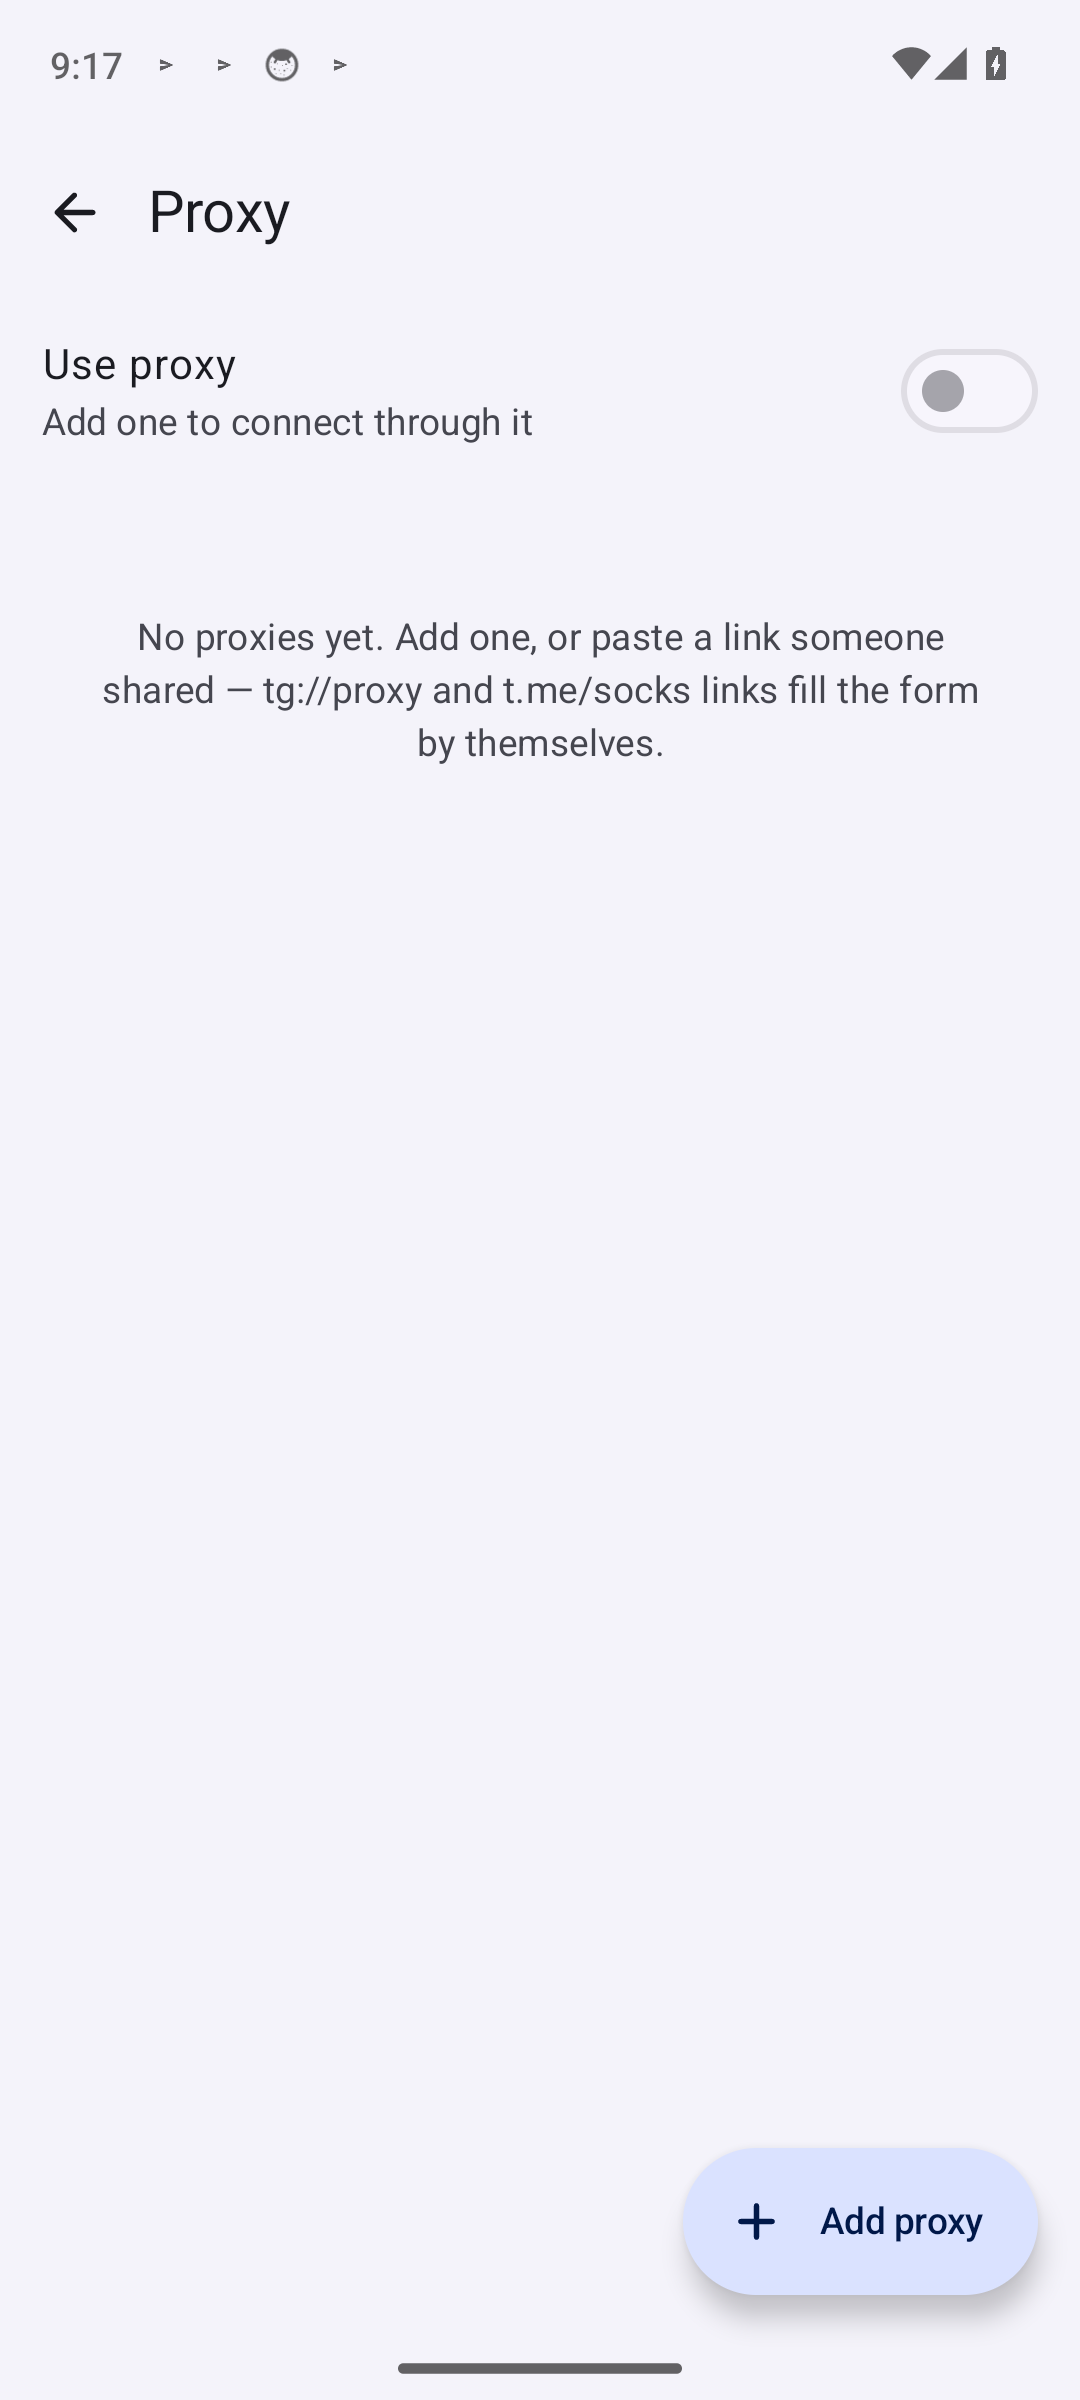 9:17
Proxy
Use proxy
Add one to connect through it
No proxies yet. Add one, or paste a link someone
shared — tg://proxy and t.me/socks links fill the form
by themselves.
Add proxy